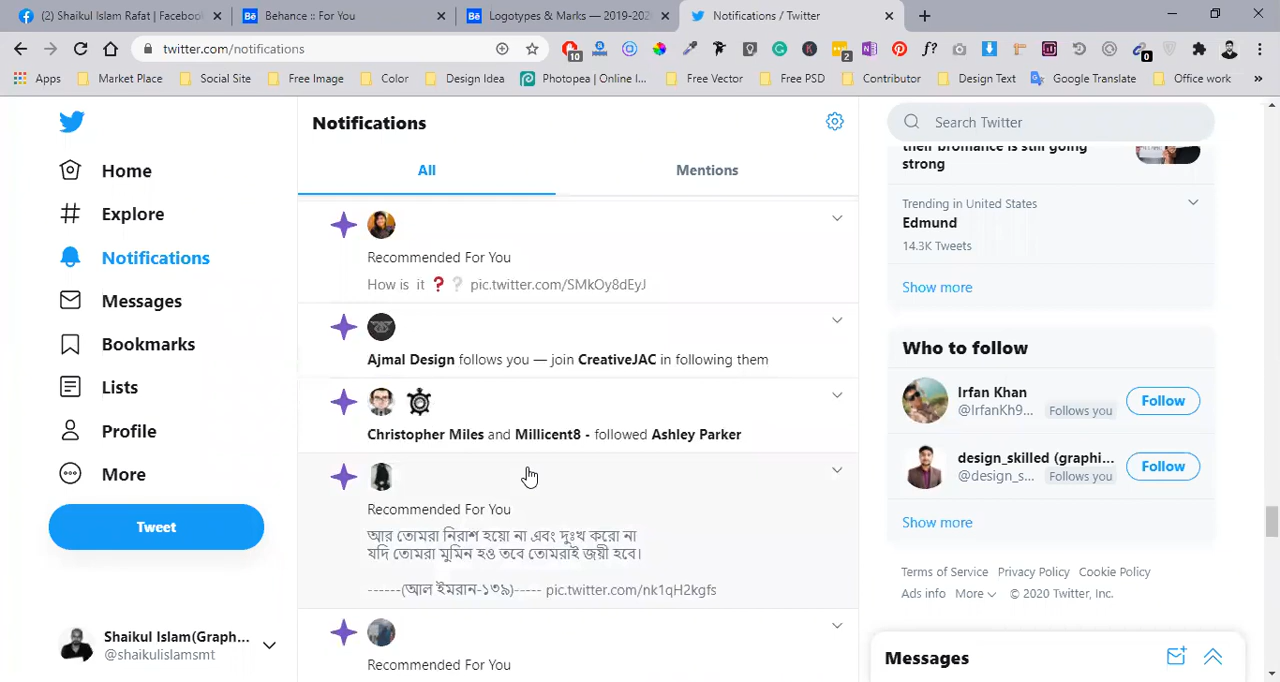 (2) Shaikul Islam Rafat | Facebook
Behance :: For You
Logotypes & Marks — 2019-2020
Notifications / Twitter
twitter.com/notifications
10
2
0
Apps
Market Place
Social Site
Free Image
Color
Design Idea
Photopea | Online I...
Free Vector
Free PSD
Contributor
Design Text
Google Translate
Office work
»
Home
Explore
Notifications
Messages
Bookmarks
Lists
Profile
More
Tweet
Shaikul Islam(Graph...
@shaikulislamsmt
Notifications
All
Mentions
Recommended For You
How is it ❓ ❔ pic.twitter.com/SMkOy8dEyJ
Ajmal Design follows you — join CreativeJAC in following them
Christopher Miles and Millicent8 - followed Ashley Parker
Recommended For You
আর তোমরা নিরাশ হয়ো না এবং দুঃখ করো না
যদি তোমরা মুমিন হও তবে তোমরাই জয়ী হবে।
------(আল ইমরান-১৩৯)----- pic.twitter.com/nk1qH2kgfs
Recommended For You
Search Twitter
their bromance is still going
strong
Trending in United States
Edmund
14.3K Tweets
Show more
Who to follow
Irfan Khan
@IrfanKh9... Follows you
Follow
design_skilled (graphi...
@design_s... Follows you
Follow
Show more
Terms of Service Privacy Policy Cookie Policy
Ads info More © 2020 Twitter, Inc.
Messages